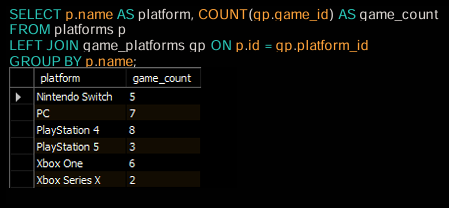 SELECT p.name AS platform, COUNT(gp.game_id) AS game_count
FROM platforms p
LEFT JOIN game_platforms gp ON p.id = gp.platform_id
GROUP BY p.name;
platform game_count
Nintendo Switch 5
PC 7
PlayStation 4 8
PlayStation 5 3
Xbox One 6
Xbox Series X 2